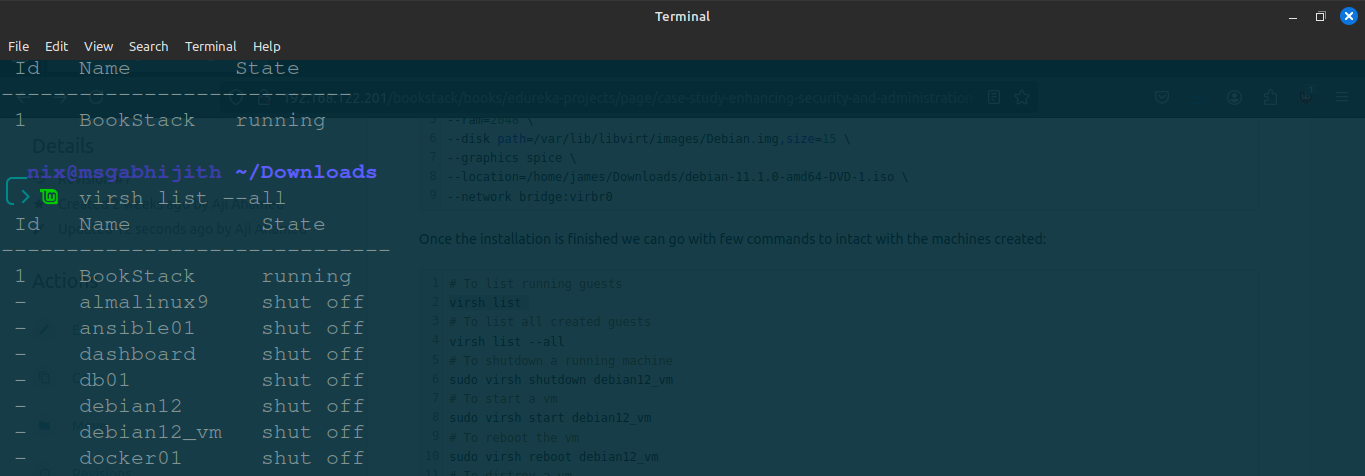 Terminal
File Edit View Search Terminal Help
Id Name State
---------------------------
192.168.122.201/bookstack/books/edureka-projects/page/case-study-enhancing-security-and-administration
1 BookStack running
Details
nix@msgabhijith ~/Downloads
virsh list --all
Id Name State
------------------------------
1 BookStack running
- almalinux9 shut off
- ansible01 shut off
- dashboard shut off
- db01 shut off
- debian12 shut off
- debian12_vm shut off
- docker01 shut off
Actions
Revisions
5 --ram=2048 \
6 --disk path=/var/lib/libvirt/images/Debian.img,size=15 \
7 --graphics spice \
8 --location=/home/james/Downloads/debian-11.1.0-amd64-DVD-1.iso \
9 --network bridge:virbr0
Once the installation is finished we can go with few commands to intact with the machines created:
1 # To list running guests
2 virsh list
3 # To list all created guests
4 virsh list --all
5 # To shutdown a running machine
6 sudo virsh shutdown debian12_vm
7 # To start a vm
8 sudo virsh start debian12_vm
9 # To reboot the vm
10 sudo virsh reboot debian12_vm
11 # To distroy a vm